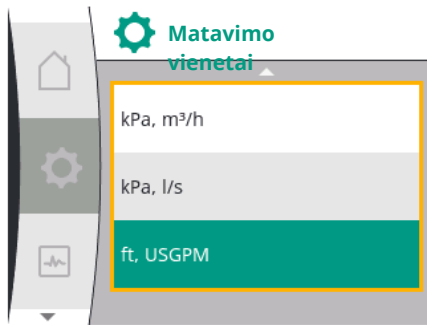 Matavimo
vienetai
kPa, m³/h
kPa, l/s
ft, USGPM